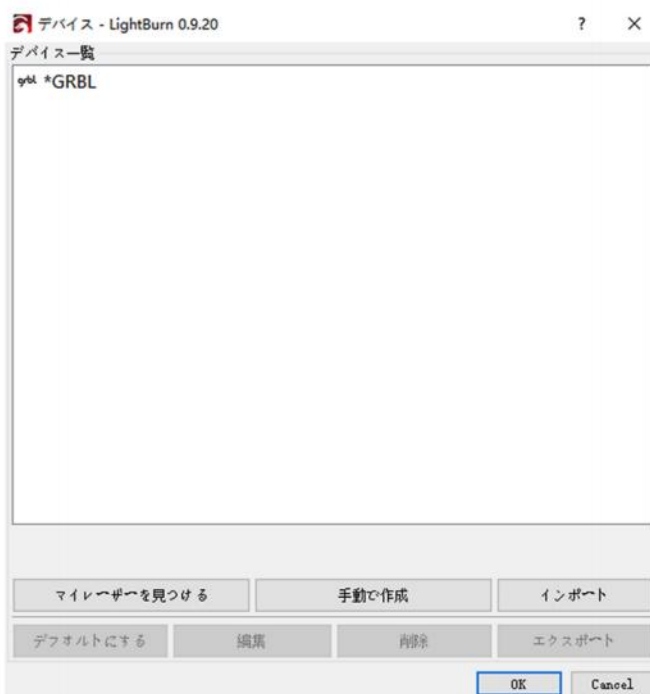 デバイス - LightBurn 0.9.20 ? ×
デバイス一覧
grbl *GRBL
マイレーザーを見つける 手動で作成 インポート
デフオルトにする 編集 削除 エクスポート
OK Cancel